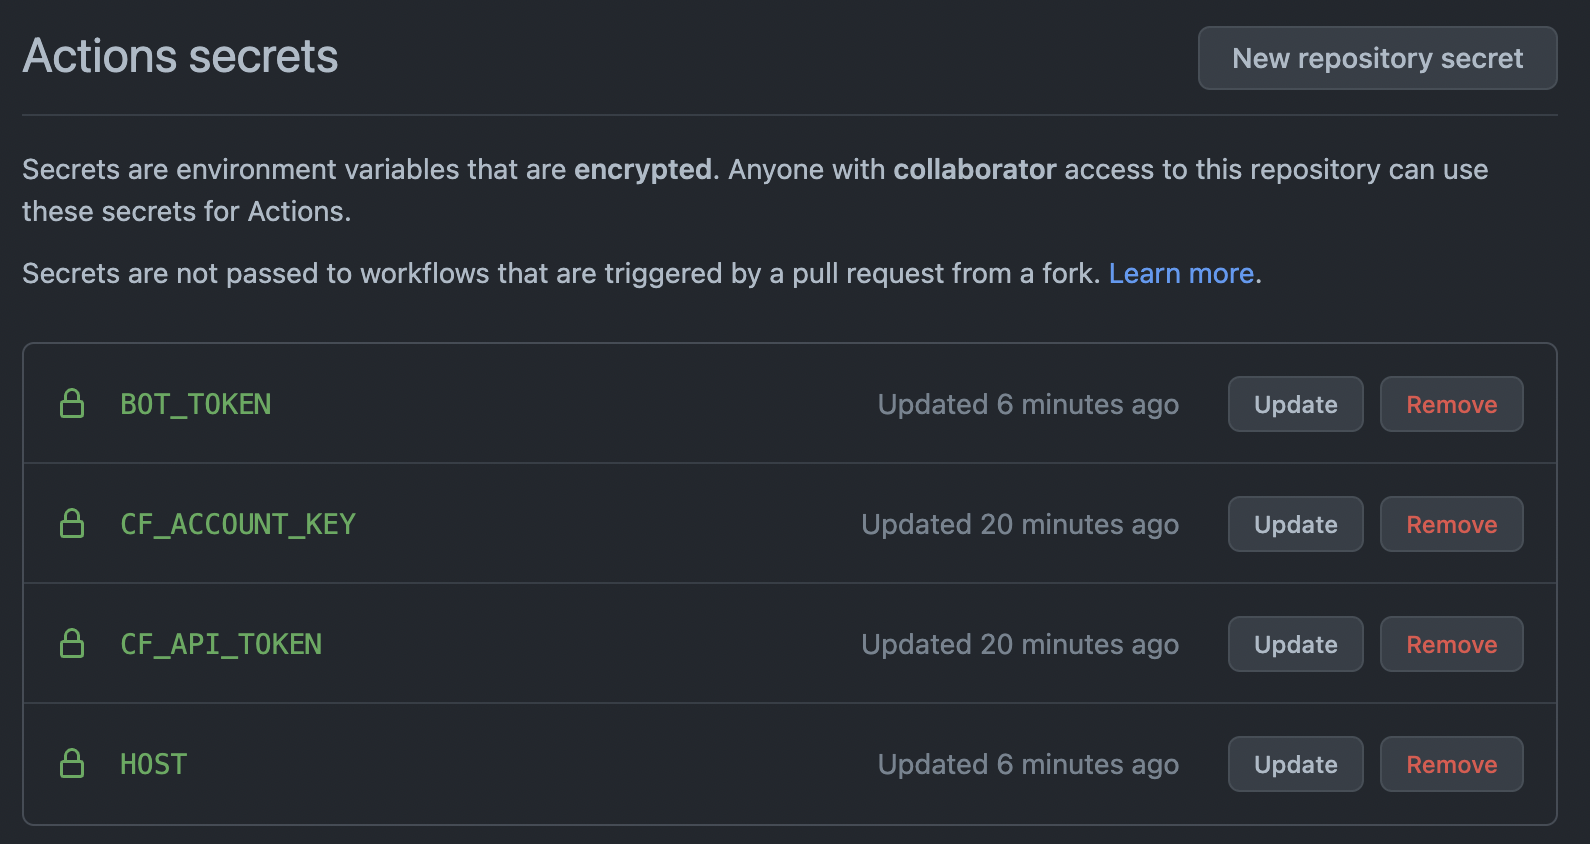 Actions secrets
New repository secret
Secrets are environment variables that are encrypted. Anyone with collaborator access to this repository can use
these secrets for Actions.
Secrets are not passed to workflows that are triggered by a pull request from a fork. Learn more.
BOT_TOKEN Updated 6 minutes ago Update Remove
CF_ACCOUNT_KEY Updated 20 minutes ago Update Remove
CF_API_TOKEN Updated 20 minutes ago Update Remove
HOST Updated 6 minutes ago Update Remove